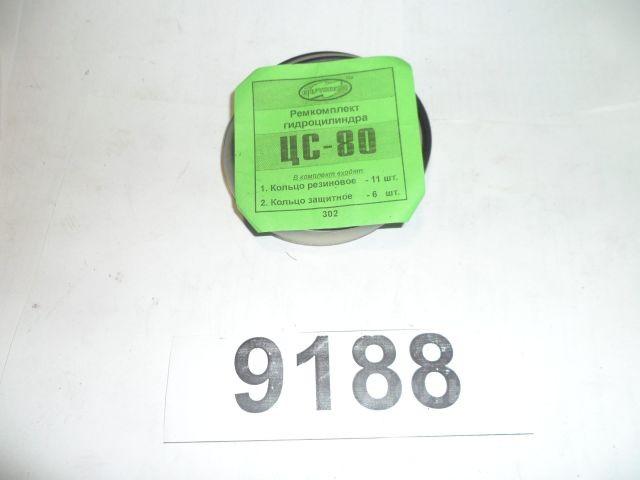 Ремкомплект
гидроцилиндра
ЦС-80
В комплект входят
1. Кольцо резиновое - 11 шт.
2. Кольцо защитное - 6 шт.
302
9188